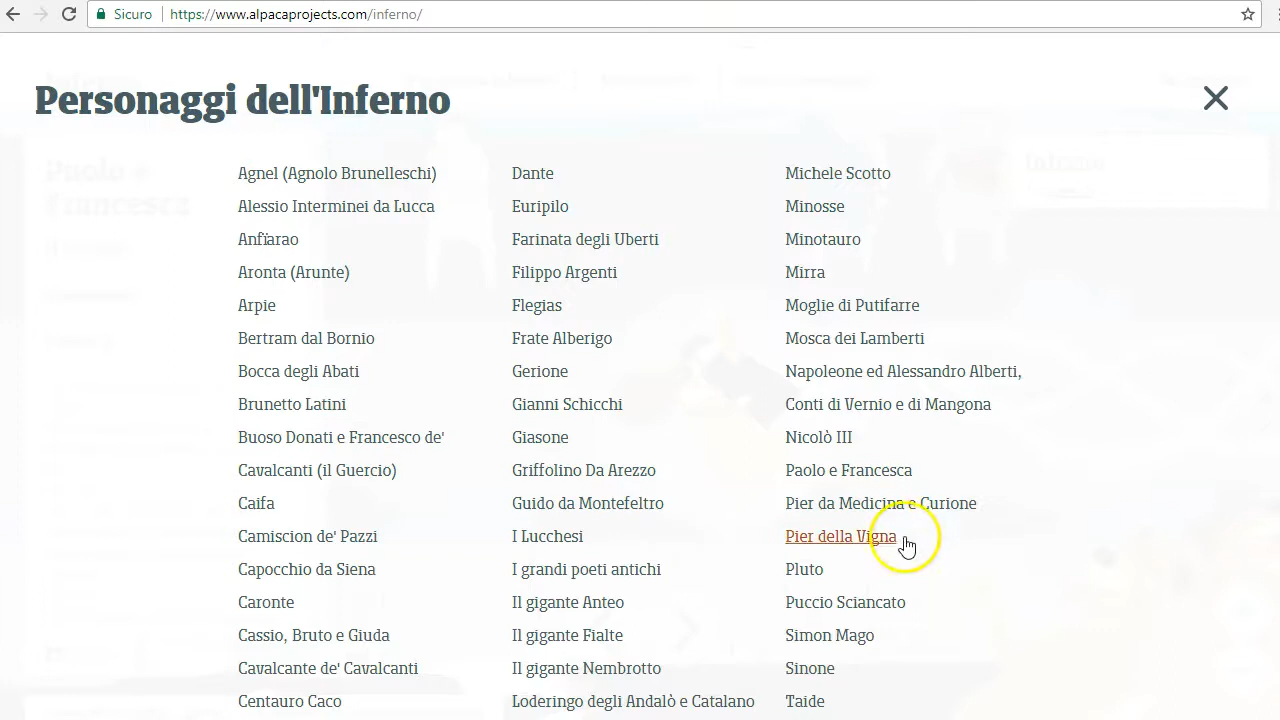 Sicuro
https://www.alpacaprojects.com/inferno/
Personaggi dell'Inferno
Paolo e
Francesca
Inferno
Agnel (Agnolo Brunelleschi)
Alessio Interminei da Lucca
Anfiarao
Aronta (Arunte)
Arpie
Bertram dal Bornio
Bocca degli Abati
Brunetto Latini
Buoso Donati e Francesco de'
Cavalcanti (il Guercio)
Caifa
Camiscion de' Pazzi
Capocchio da Siena
Caronte
Cassio, Bruto e Giuda
Cavalcante de' Cavalcanti
Centauro Caco
Dante
Euripilo
Farinata degli Uberti
Filippo Argenti
Flegias
Frate Alberigo
Gerione
Gianni Schicchi
Giasone
Griffolino Da Arezzo
Guido da Montefeltro
I Lucchesi
I grandi poeti antichi
Il gigante Anteo
Il gigante Fialte
Il gigante Nembrotto
Loderingo degli Andalò e Catalano
Michele Scotto
Minosse
Minotauro
Mirra
Moglie di Putifarre
Mosca dei Lamberti
Napoleone ed Alessandro Alberti,
Conti di Vernio e di Mangona
Nicolò III
Paolo e Francesca
Pier da Medicina e Curione
Pier della Vigna
Pluto
Puccio Sciancato
Simon Mago
Sinone
Taide